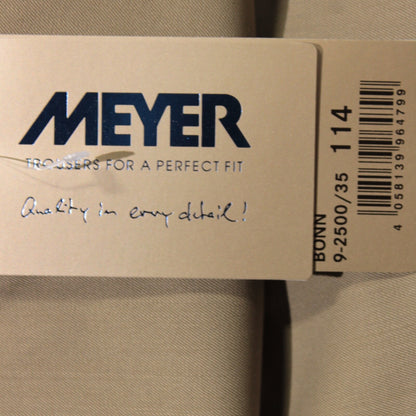 MEYER
TROUSERS FOR A PERFECT FIT
Quality in every detail!
BONN
9-2500/35
114
4 058139 964799